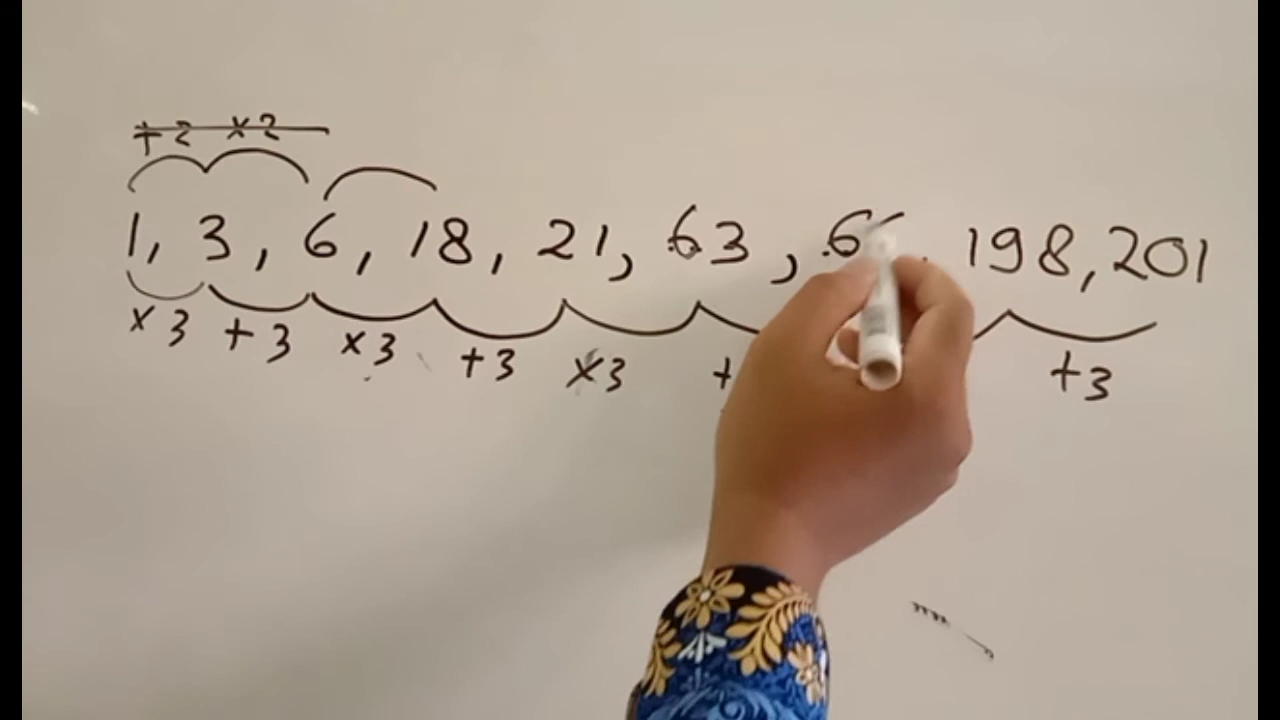 +2 ×2
1, 3, 6, 18, 21, 63, 198, 201
×3 +3 ×3 +3 ×3 + +3